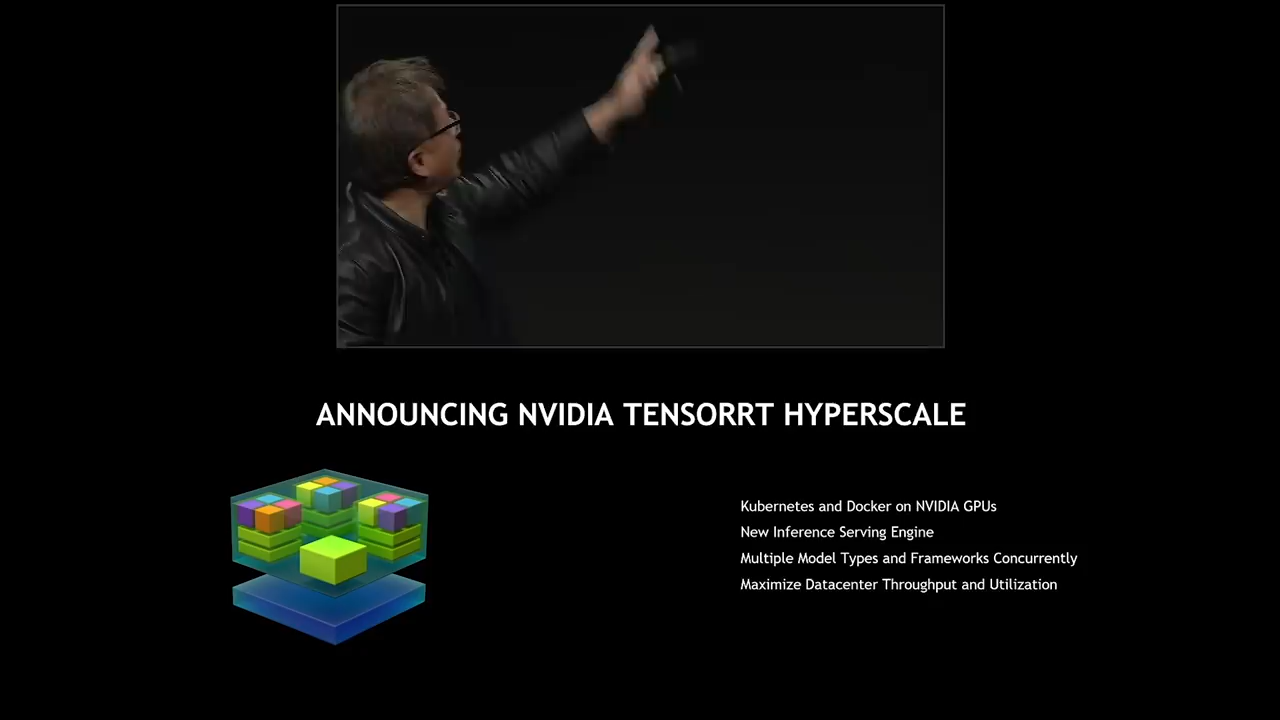 ANNOUNCING NVIDIA TENSORRT HYPERSCALE
Kubernetes and Docker on NVIDIA GPUs
New Inference Serving Engine
Multiple Model Types and Frameworks Concurrently
Maximize Datacenter Throughput and Utilization